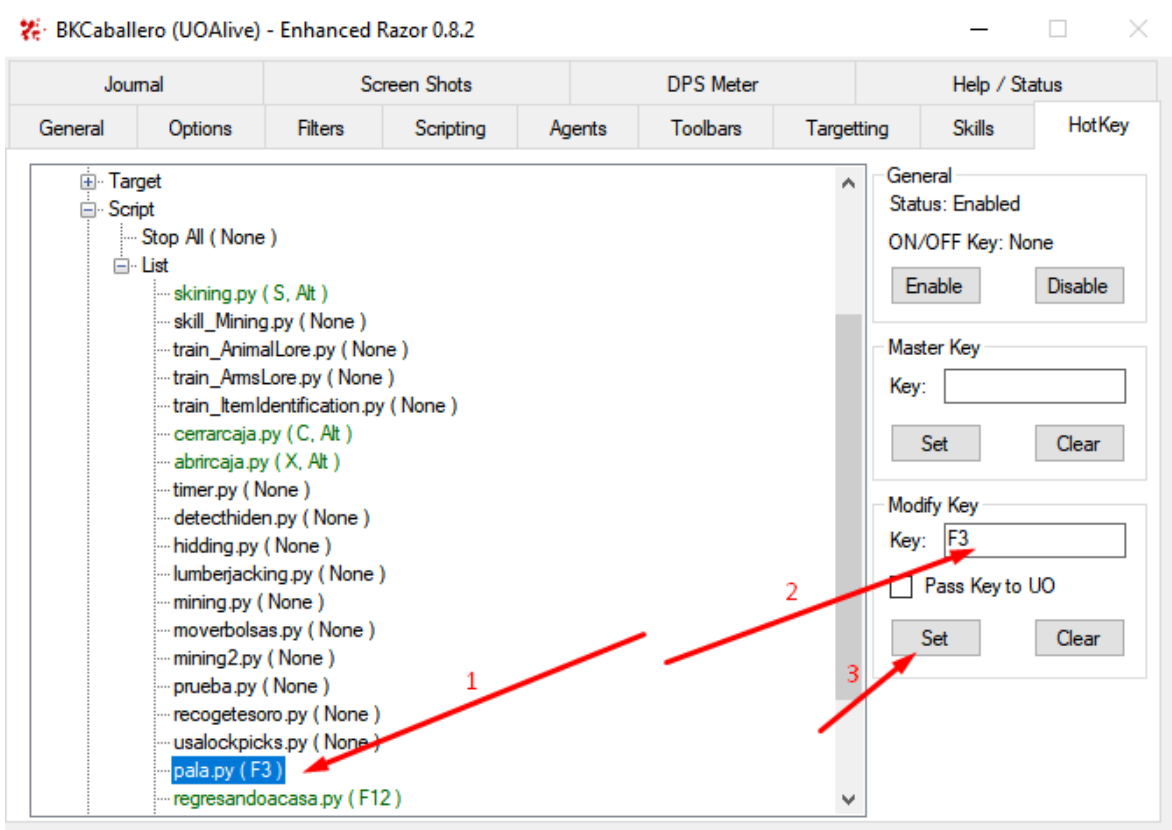 BKCaballero (UOAlive) - Enhanced Razor 0.8.2
Journal Screen Shots DPS Meter Help / Status
General Options Filters Scripting Agents Toolbars Targetting Skills HotKey
Target
Script
Stop All ( None )
List
skining.py ( S, Alt )
skill_Mining.py ( None )
train_AnimalLore.py ( None )
train_ArmsLore.py ( None )
train_ItemIdentification.py ( None )
cerrarcaja.py ( C, Alt )
abrircaja.py ( X, Alt )
timer.py ( None )
detecthiden.py ( None )
hidding.py ( None )
lumberjacking.py ( None )
mining.py ( None )
moverbolsas.py ( None )
mining2.py ( None )
prueba.py ( None )
recogetesoro.py ( None )
usalockpicks.py ( None )
pala.py ( F3 )
regresandoacasa.py ( F12 )
General
Status: Enabled
ON/OFF Key: None
Enable Disable
Master Key
Key:
Set Clear
Modify Key
Key: F3
Pass Key to UO
Set Clear
1
2
3